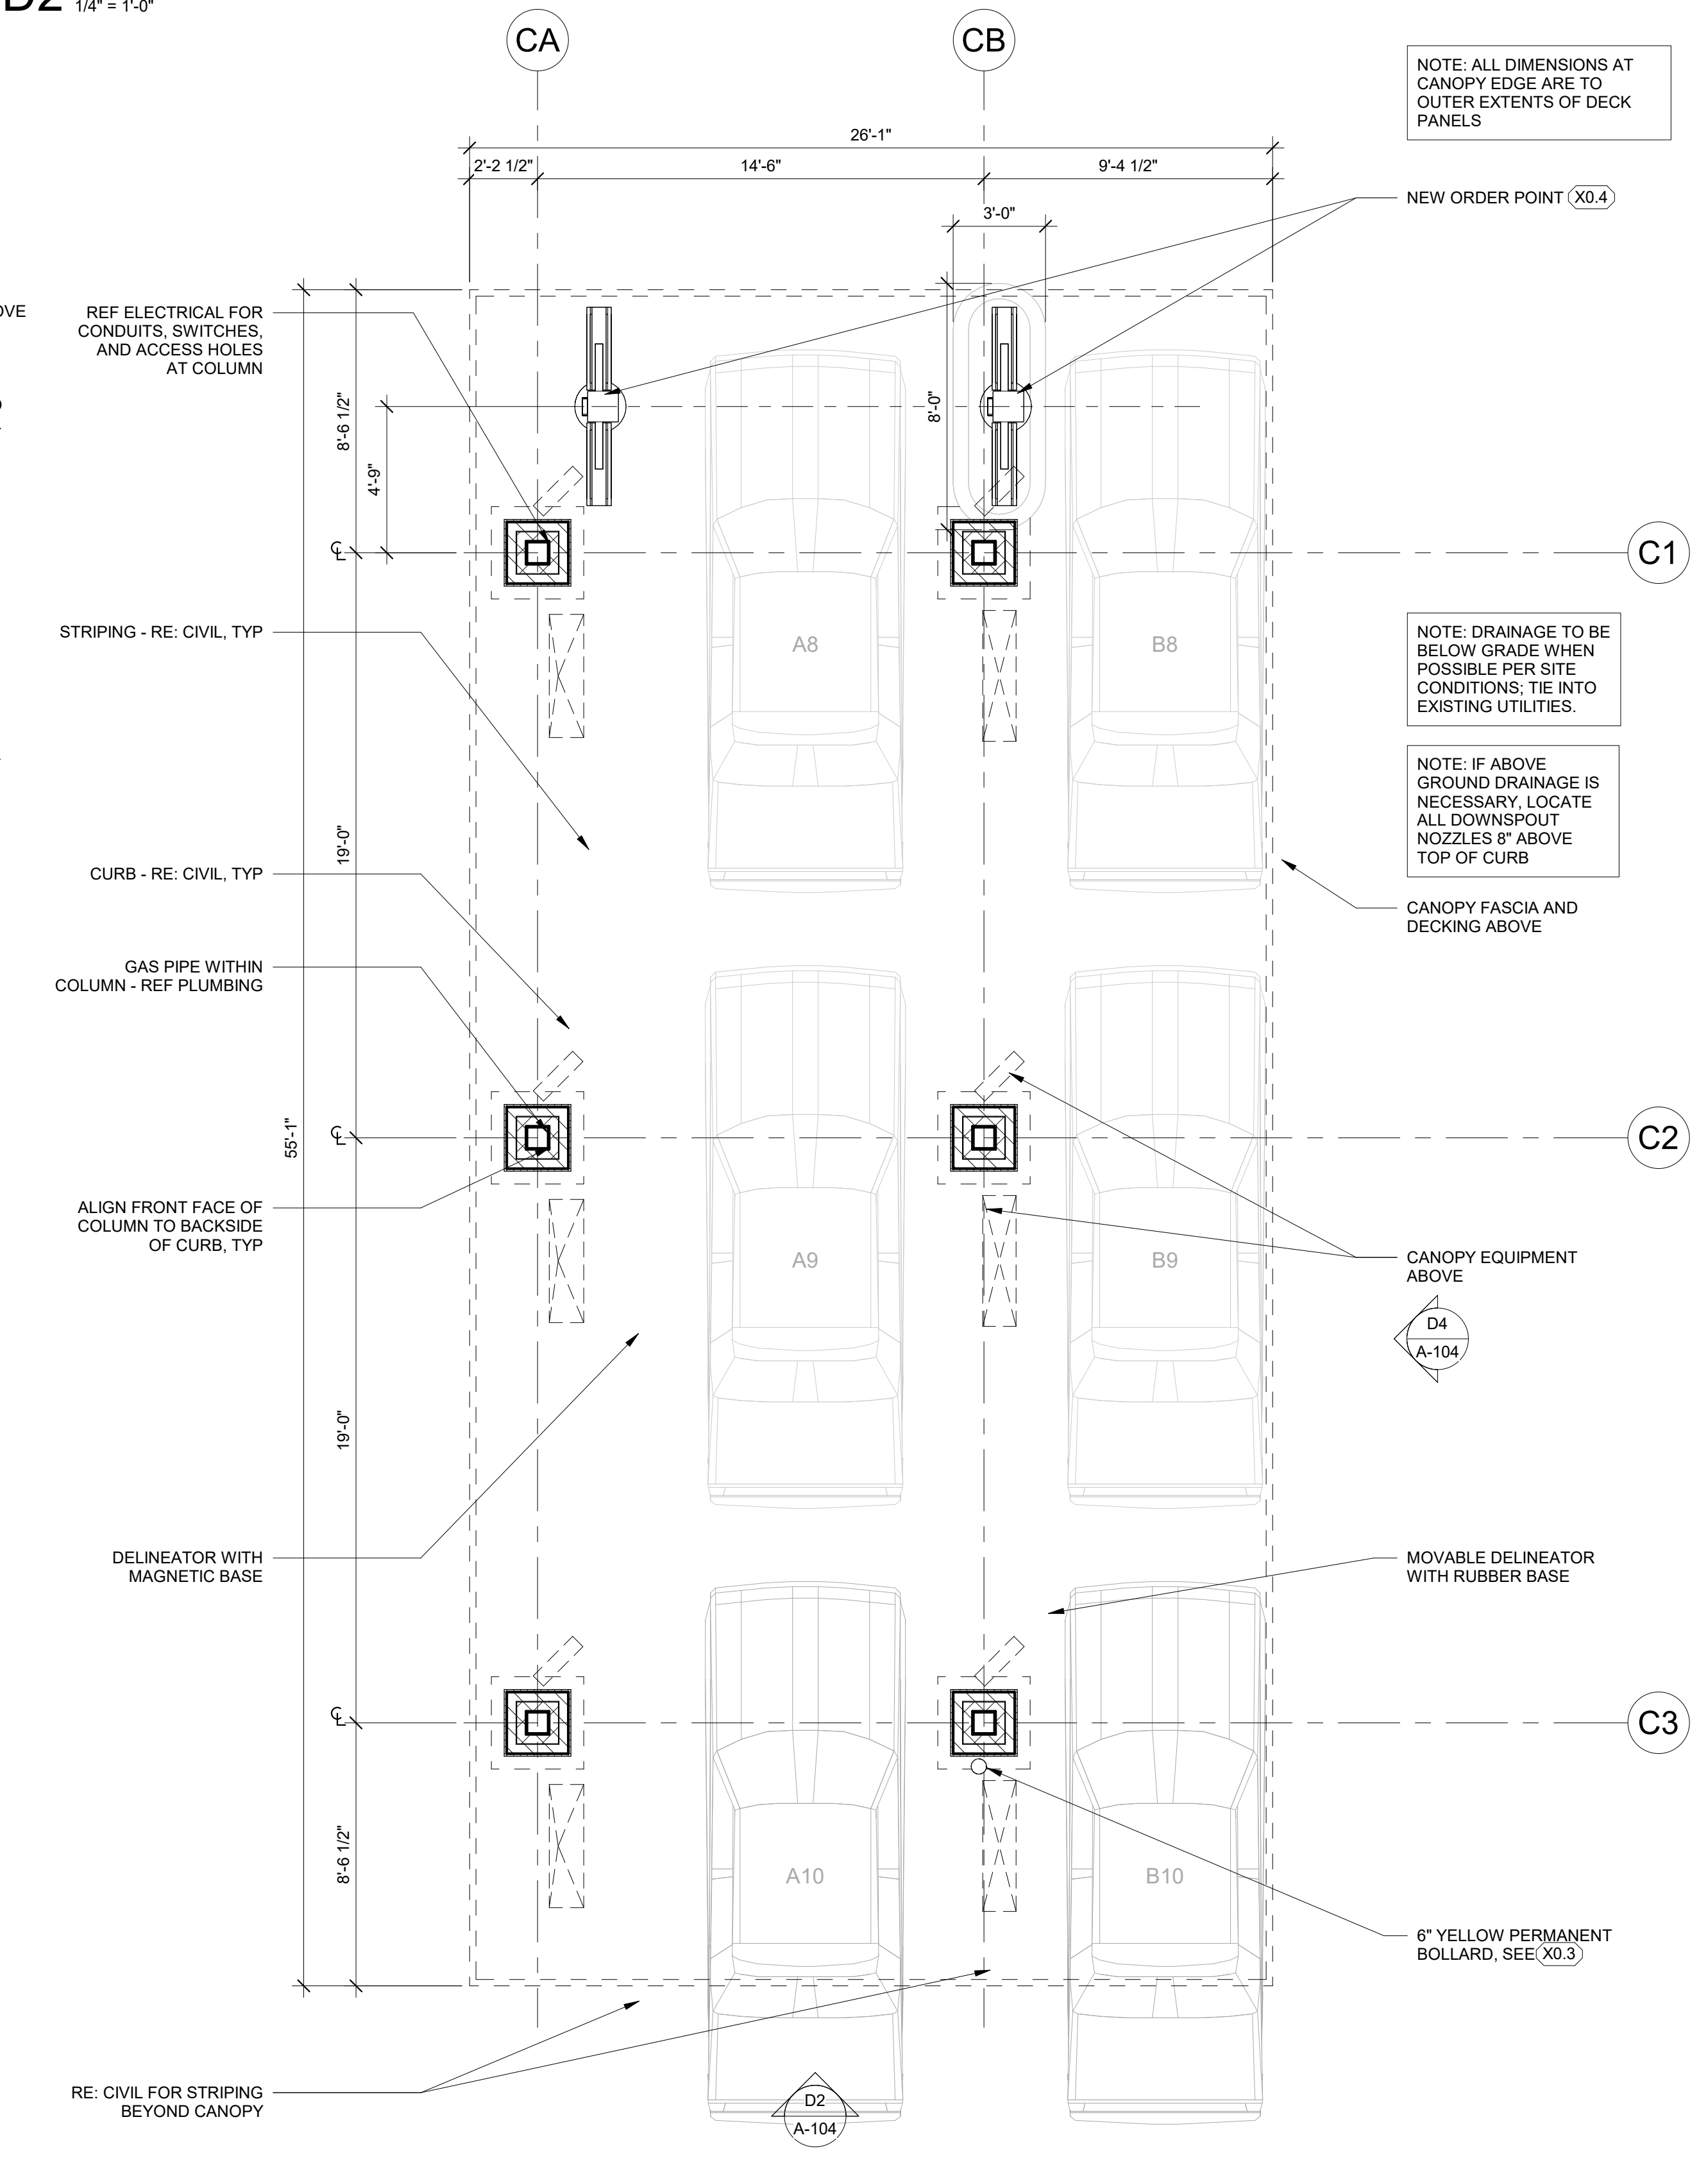 D2 1/4" = 1'-0"
CA
CB
NOTE: ALL DIMENSIONS AT
CANOPY EDGE ARE TO
OUTER EXTENTS OF DECK
PANELS
26'-1"
2'-2 1/2"
14'-6"
9'-4 1/2"
NEW ORDER POINT X0.4
3'-0"
OVE
REF ELECTRICAL FOR
CONDUITS, SWITCHES,
AND ACCESS HOLES
AT COLUMN
8'-6 1/2"
8'-0"
4'-9"
C1
STRIPING - RE: CIVIL, TYP
A8
B8
NOTE: DRAINAGE TO BE
BELOW GRADE WHEN
POSSIBLE PER SITE
CONDITIONS; TIE INTO
EXISTING UTILITIES.
NOTE: IF ABOVE
GROUND DRAINAGE IS
NECESSARY, LOCATE
ALL DOWNSPOUT
NOZZLES 8" ABOVE
TOP OF CURB
19'-0"
CURB - RE: CIVIL, TYP
CANOPY FASCIA AND
DECKING ABOVE
GAS PIPE WITHIN
COLUMN - REF PLUMBING
55'-1"
C2
ALIGN FRONT FACE OF
COLUMN TO BACKSIDE
OF CURB, TYP
A9
B9
CANOPY EQUIPMENT
ABOVE
D4
A-104
19'-0"
DELINEATOR WITH
MAGNETIC BASE
MOVABLE DELINEATOR
WITH RUBBER BASE
C3
8'-6 1/2"
A10
B10
6" YELLOW PERMANENT
BOLLARD, SEE X0.3
RE: CIVIL FOR STRIPING
BEYOND CANOPY
D2
A-104